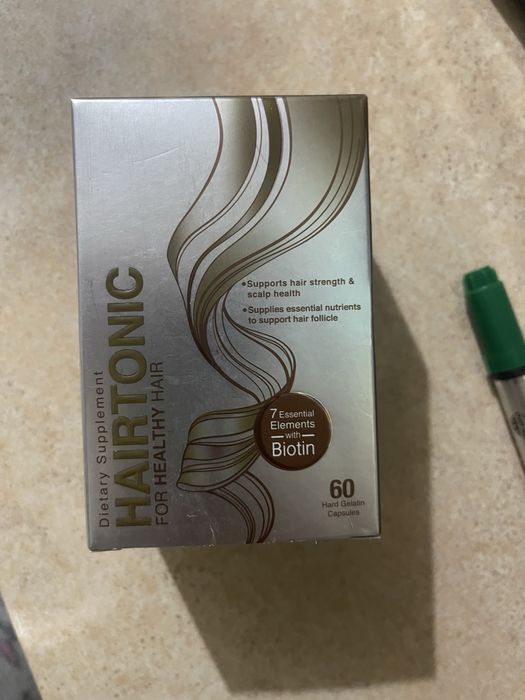 Dietary Supplement
HAIRTONIC
FOR HEALTHY HAIR
•Supports hair strength &
scalp health
•Supplies essential nutrients
to support hair follicle
7 Essential
Elements
with
Biotin
60
Hard Gelatin
Capsules